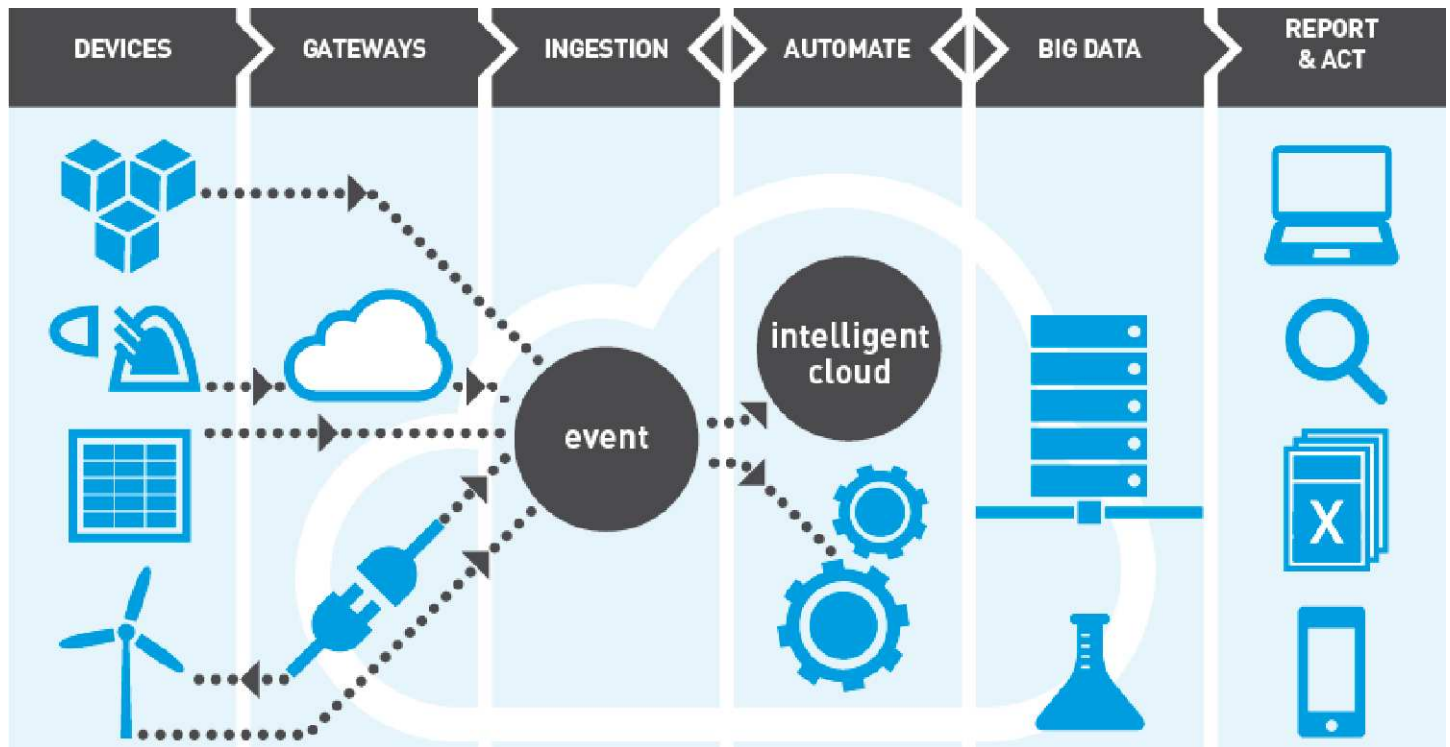 DEVICES
GATEWAYS
INGESTION
AUTOMATE
BIG DATA
REPORT
& ACT
intelligent
cloud
event
X